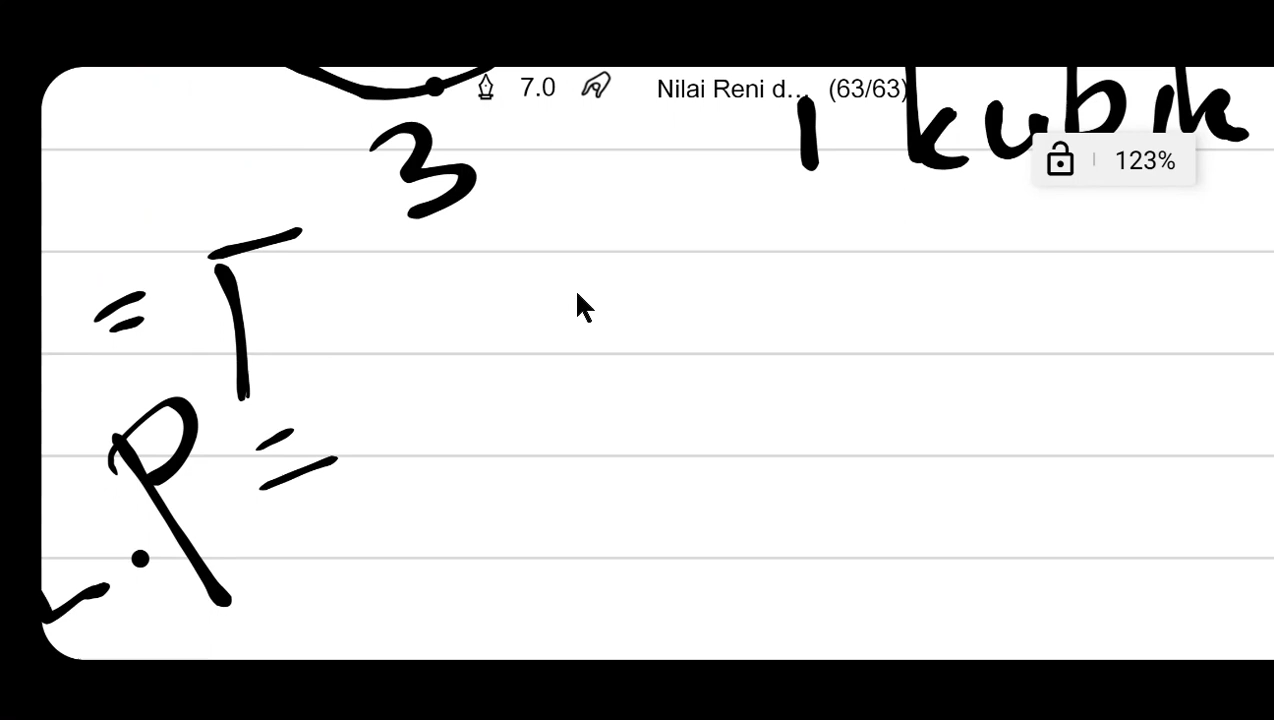 7.0 Nilai Reni d... (63/63)
1 kubik
123%
3
=
P =